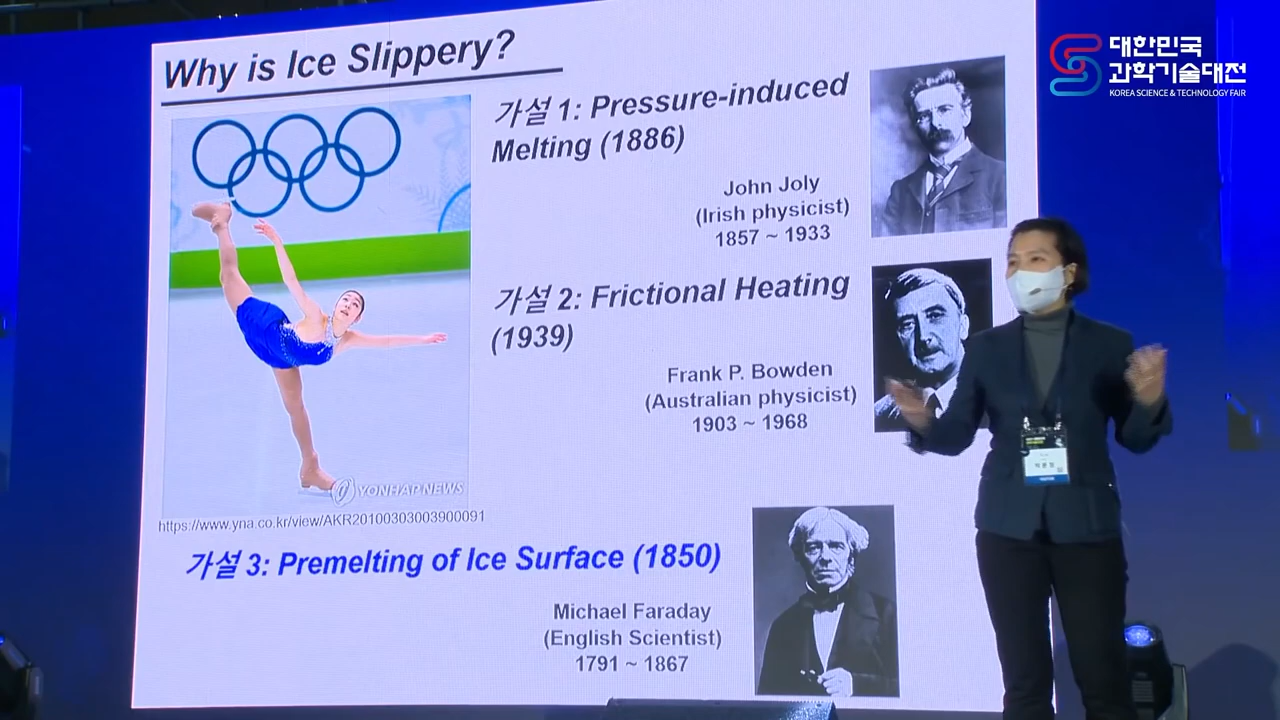 Why is Ice Slippery?
대한민국
과학기술대전
KOREA SCIENCE & TECHNOLOGY FAIR
가설 1: Pressure-induced
Melting (1886)
John Joly
(Irish physicist)
1857 ~ 1933
가설 2: Frictional Heating
(1939)
Frank P. Bowden
(Australian physicist)
1903 ~ 1968
YONHAP NEWS
https://www.yna.co.kr/view/AKR20100303003900091
가설 3: Premelting of Ice Surface (1850)
Michael Faraday
(English Scientist)
1791 ~ 1867